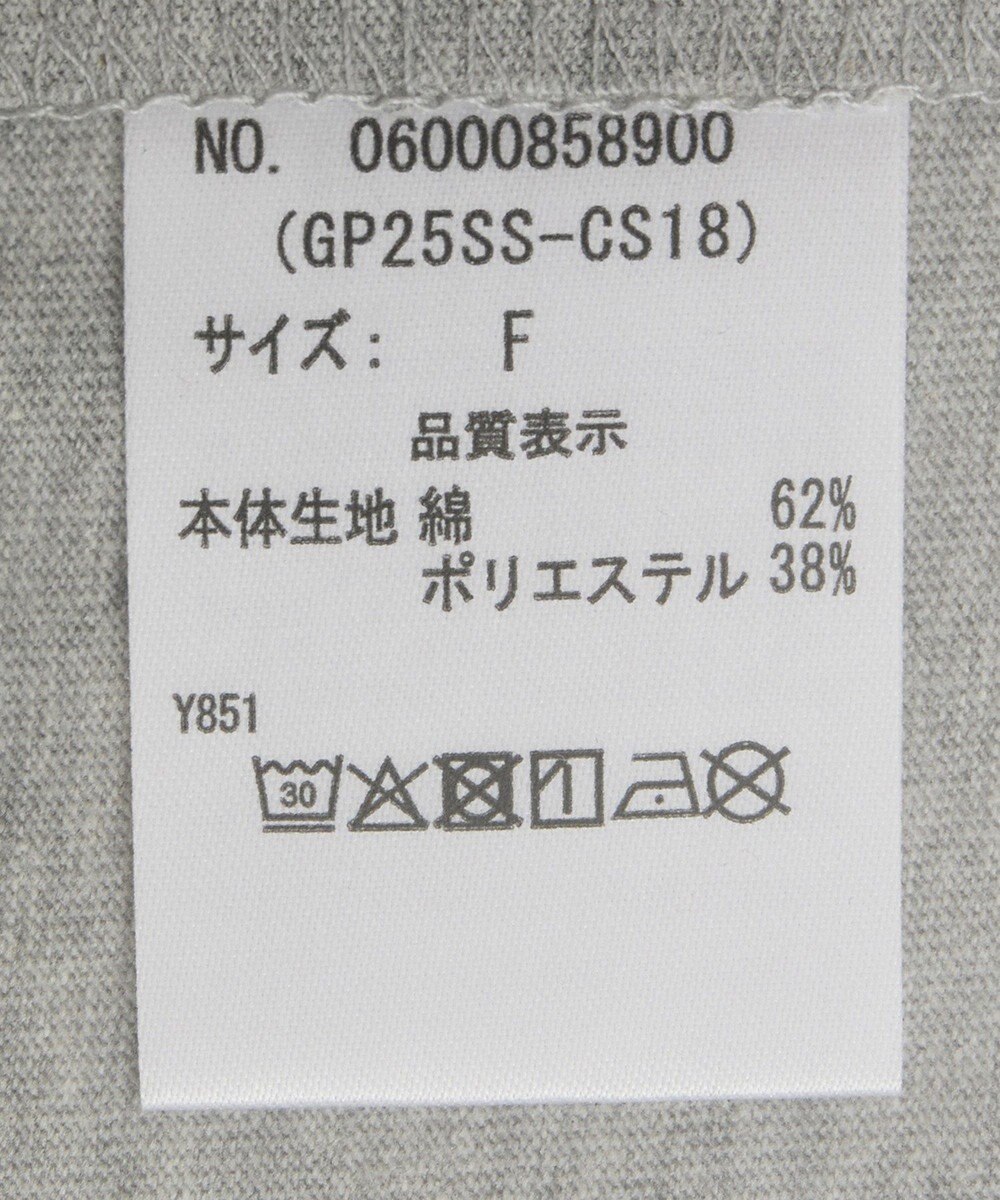 NO. 06000858900
(GP25SS-CS18)
サイズ: F
品質表示
本体生地 綿 62%
ポリエステル 38%
Y851
30